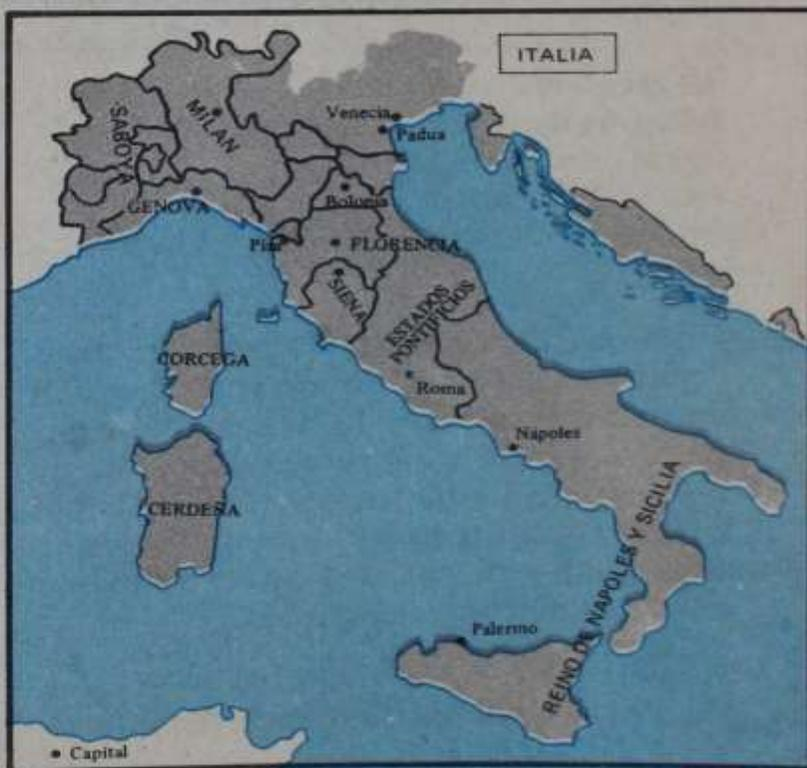 ITALIA
SABOYA
MILAN
Venecia
Padua
GENOVA
Bolonia
Pisa
FLORENCIA
SIENA
ESTADOS
PONTIFICIOS
CORCEGA
Roma
Nápoles
CERDEÑA
REINO DE NAPOLES Y SICILIA
Palermo
• Capital